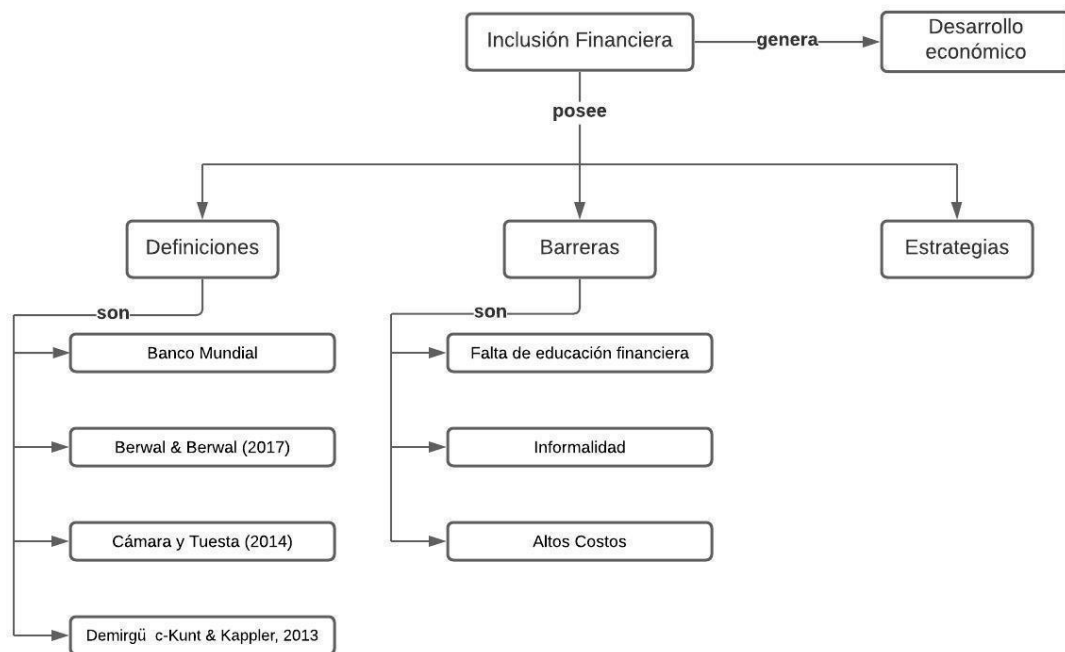 Inclusión Financiera
genera
Desarrollo
económico
posee
Definiciones
Barreras
Estrategias
son
son
Banco Mundial
Falta de educación financiera
Berwal & Berwal (2017)
Informalidad
Cámara y Tuesta (2014)
Altos Costos
Demirgü c-Kunt & Kappler, 2013